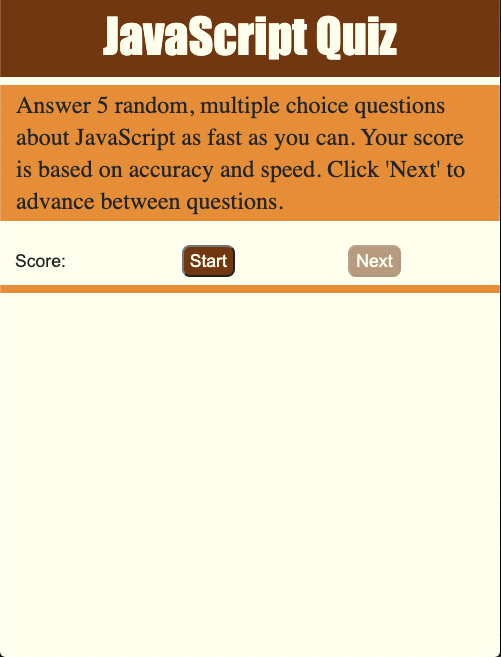 JavaScript Quiz
Answer 5 random, multiple choice questions
about JavaScript as fast as you can. Your score
is based on accuracy and speed. Click 'Next' to
advance between questions.
Score: Start Next